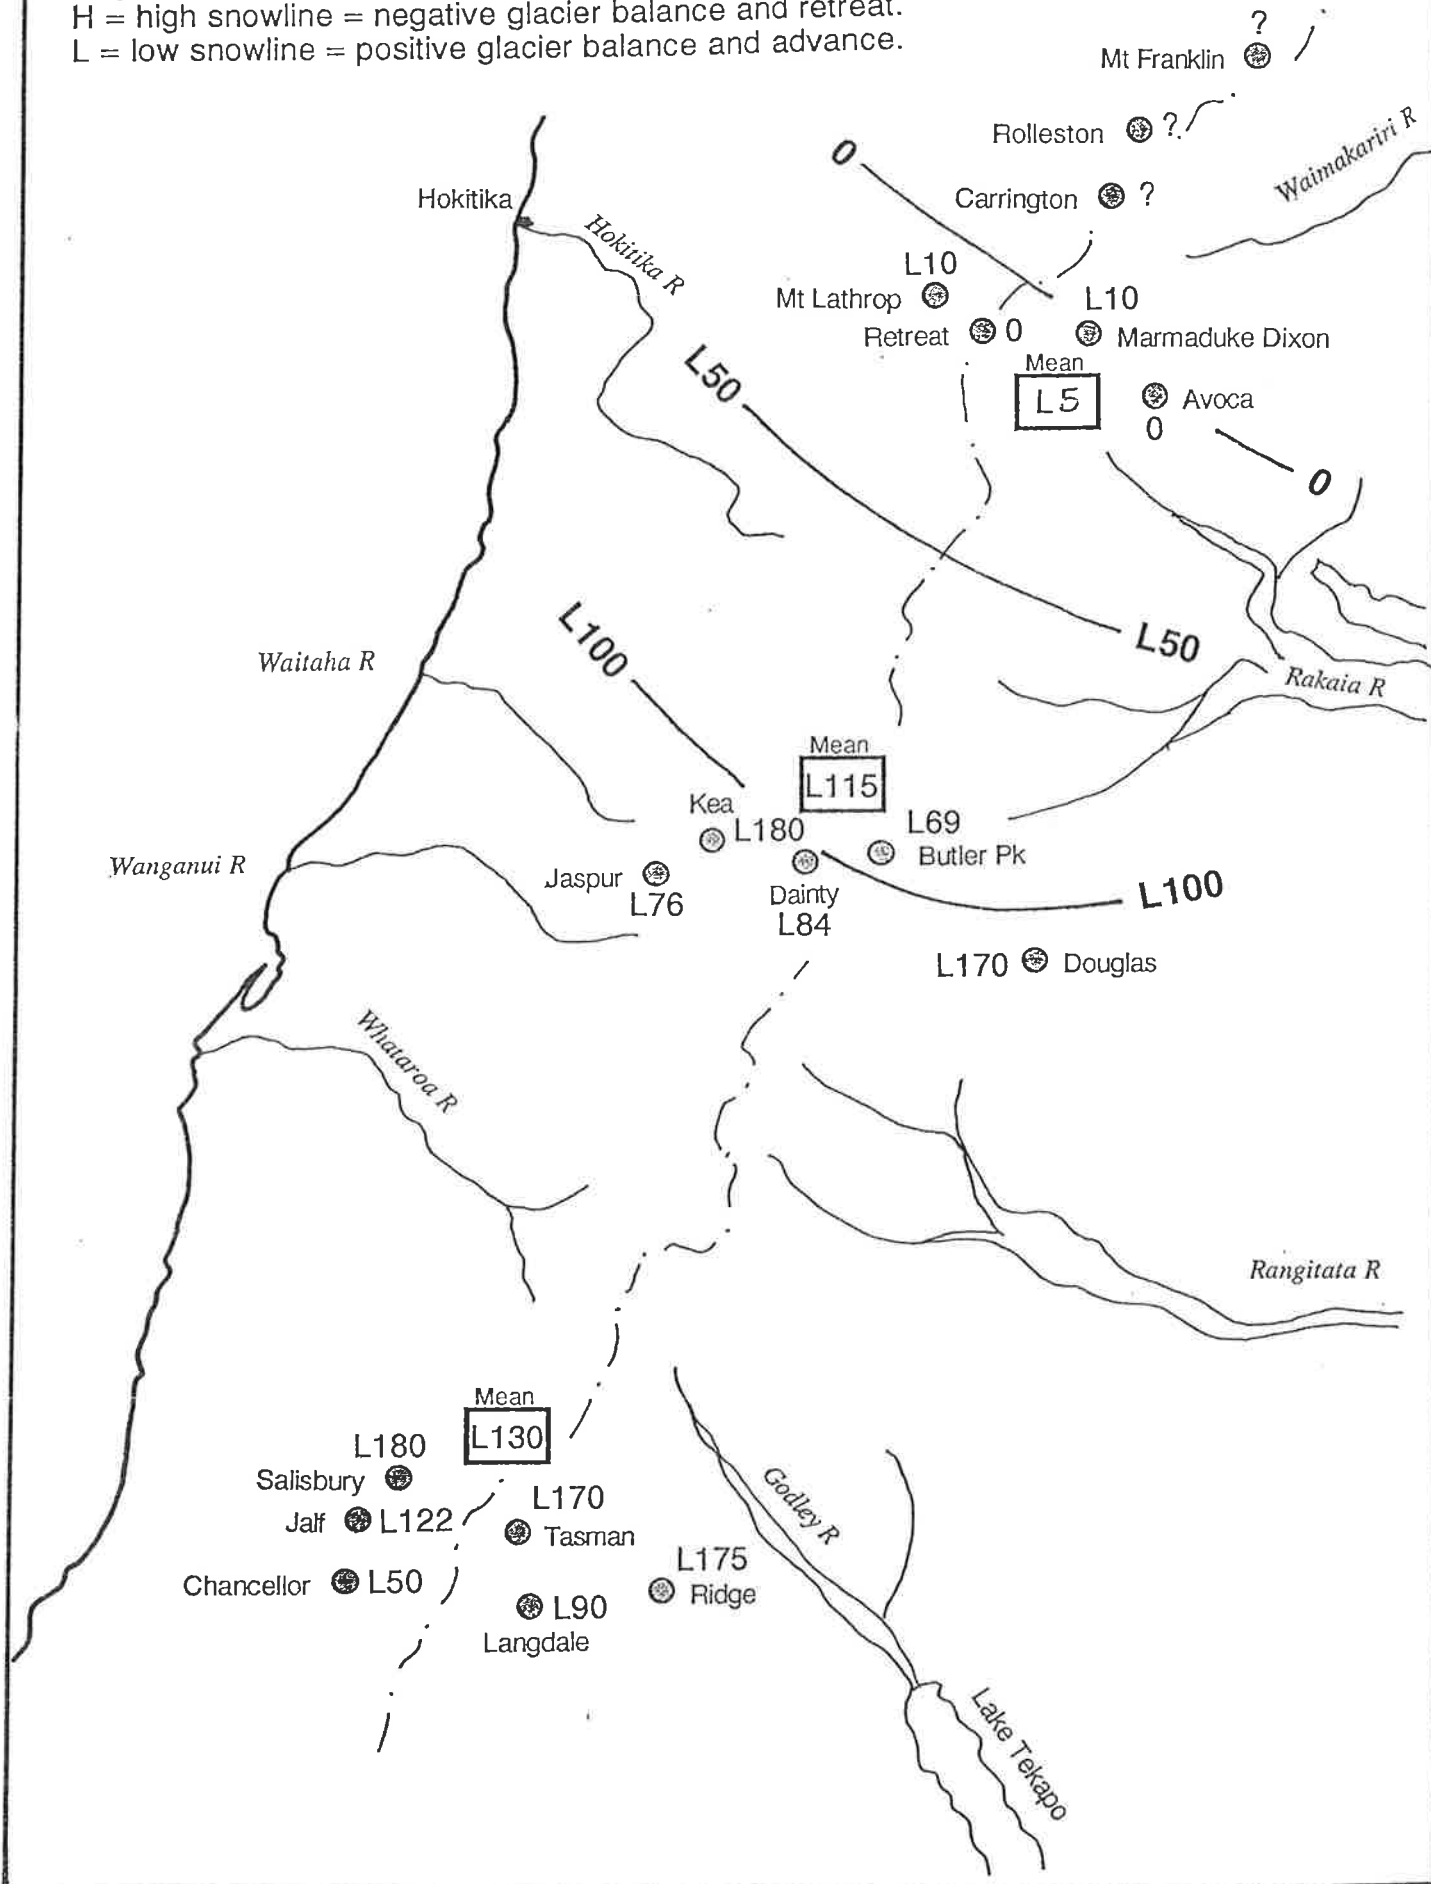 H = high snowline = negative glacier balance and retreat.
L = low snowline = positive glacier balance and advance.
?
Mt Franklin
Rolleston ?
Waimakariri R
0
Carrington ?
Hokitika
Hokitika R
L10
Mt Lathrop
L10
Retreat 0
Marmaduke Dixon
Mean
L5
L50
Avoca
0
0
L100
L50
Waitaha R
Rakaia R
Mean
L115
Kea
L180
L69
Butler Pk
Wanganui R
Jaspur
L76
Dainty
L84
L100
L170 Douglas
Whataroa R
Rangitata R
Mean
L130
L180
Salisbury
Jalf L122
L170
Tasman
Godley R
Chancellor L50
L175
Ridge
L90
Langdale
Lake Tekapo